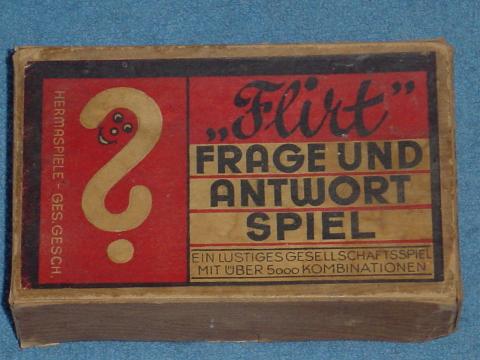 HERMASPIELE - GES. GESCH.
?
„Flirt”
FRAGE UND
ANTWORT
SPIEL
EIN LUSTIGES GESELLSCHAFTSSPIEL
MIT ÜBER 5000 KOMBINATIONEN